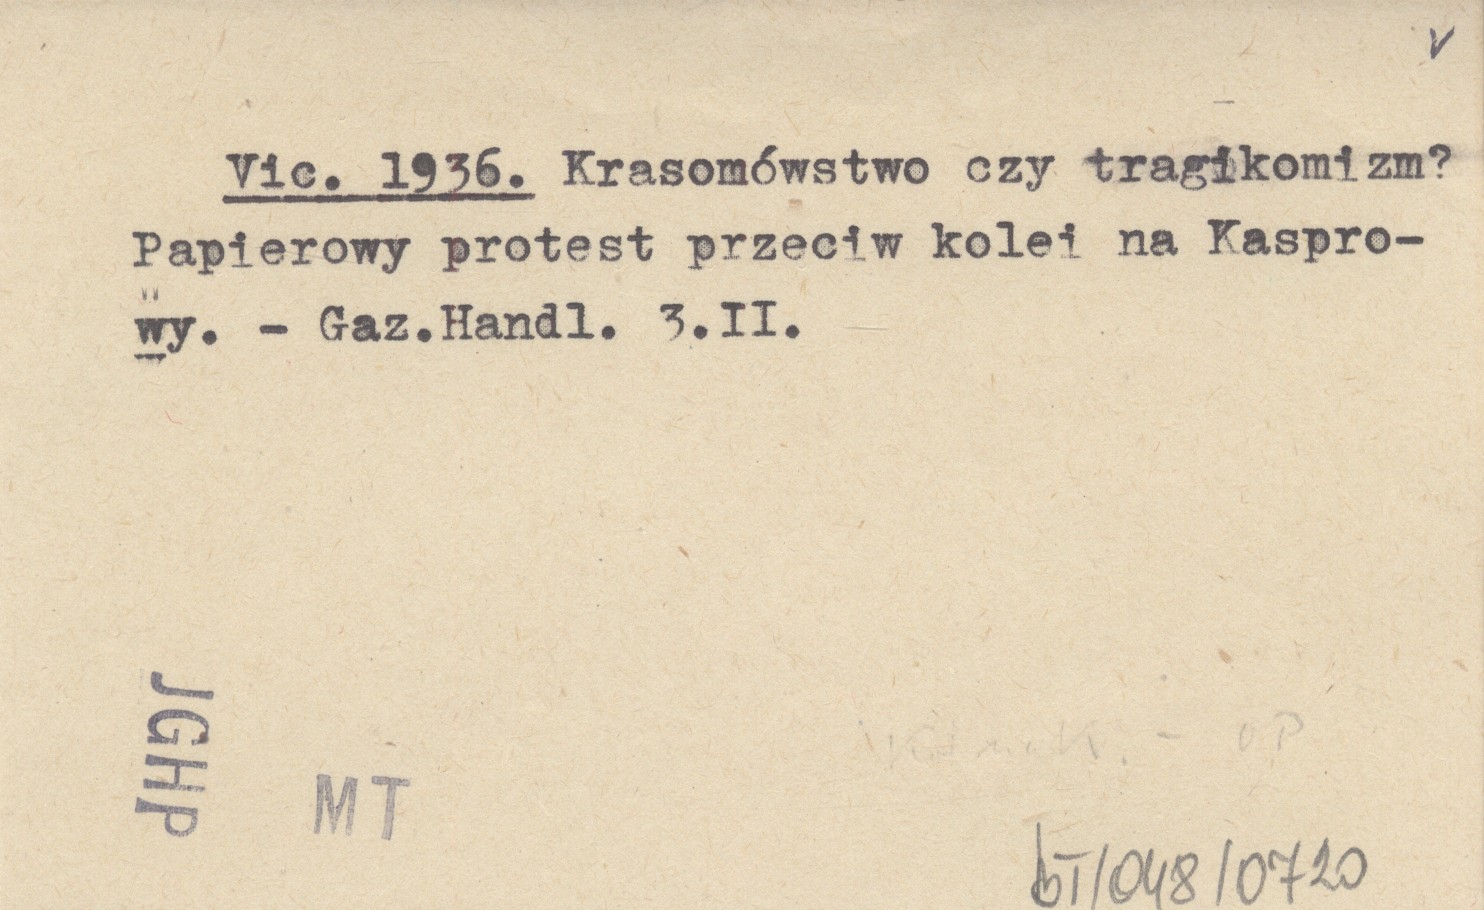 Vic. 1936. Krasomówstwo czy tragikomizm?
Papierowy protest przeciw kolei na Kaspro-
wy. - Gaz.Handl. 3.II.
JGHP
MT
bT/048/0720